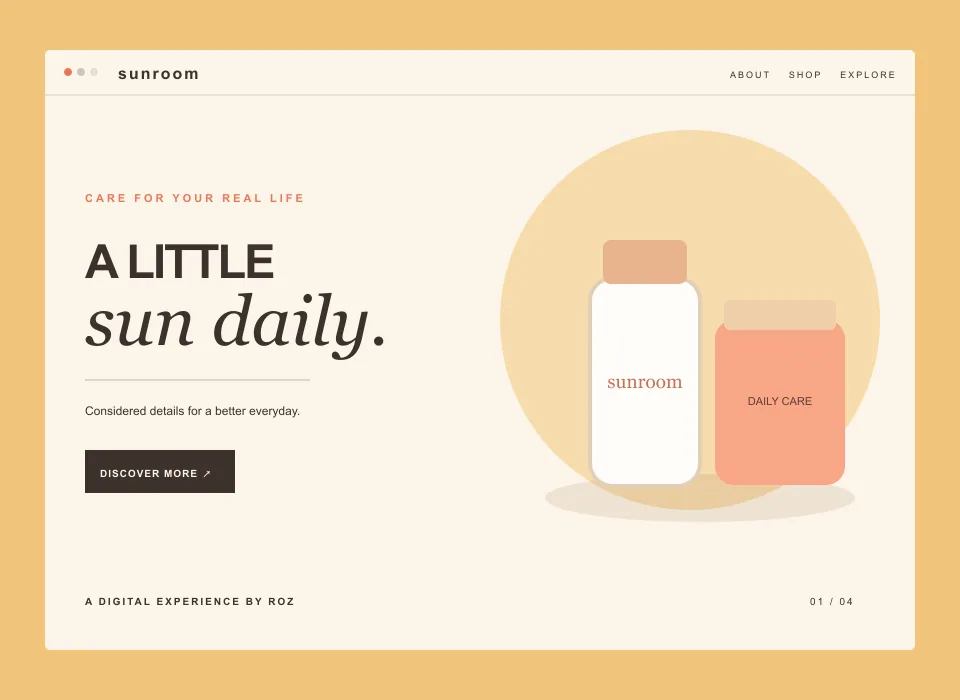 sunroom
ABOUT SHOP EXPLORE
CARE FOR YOUR REAL LIFE
A LITTLE
sun daily.
Considered details for a better everyday.
DISCOVER MORE ↗
sunroom
DAILY CARE
A DIGITAL EXPERIENCE BY ROZ
01 / 04